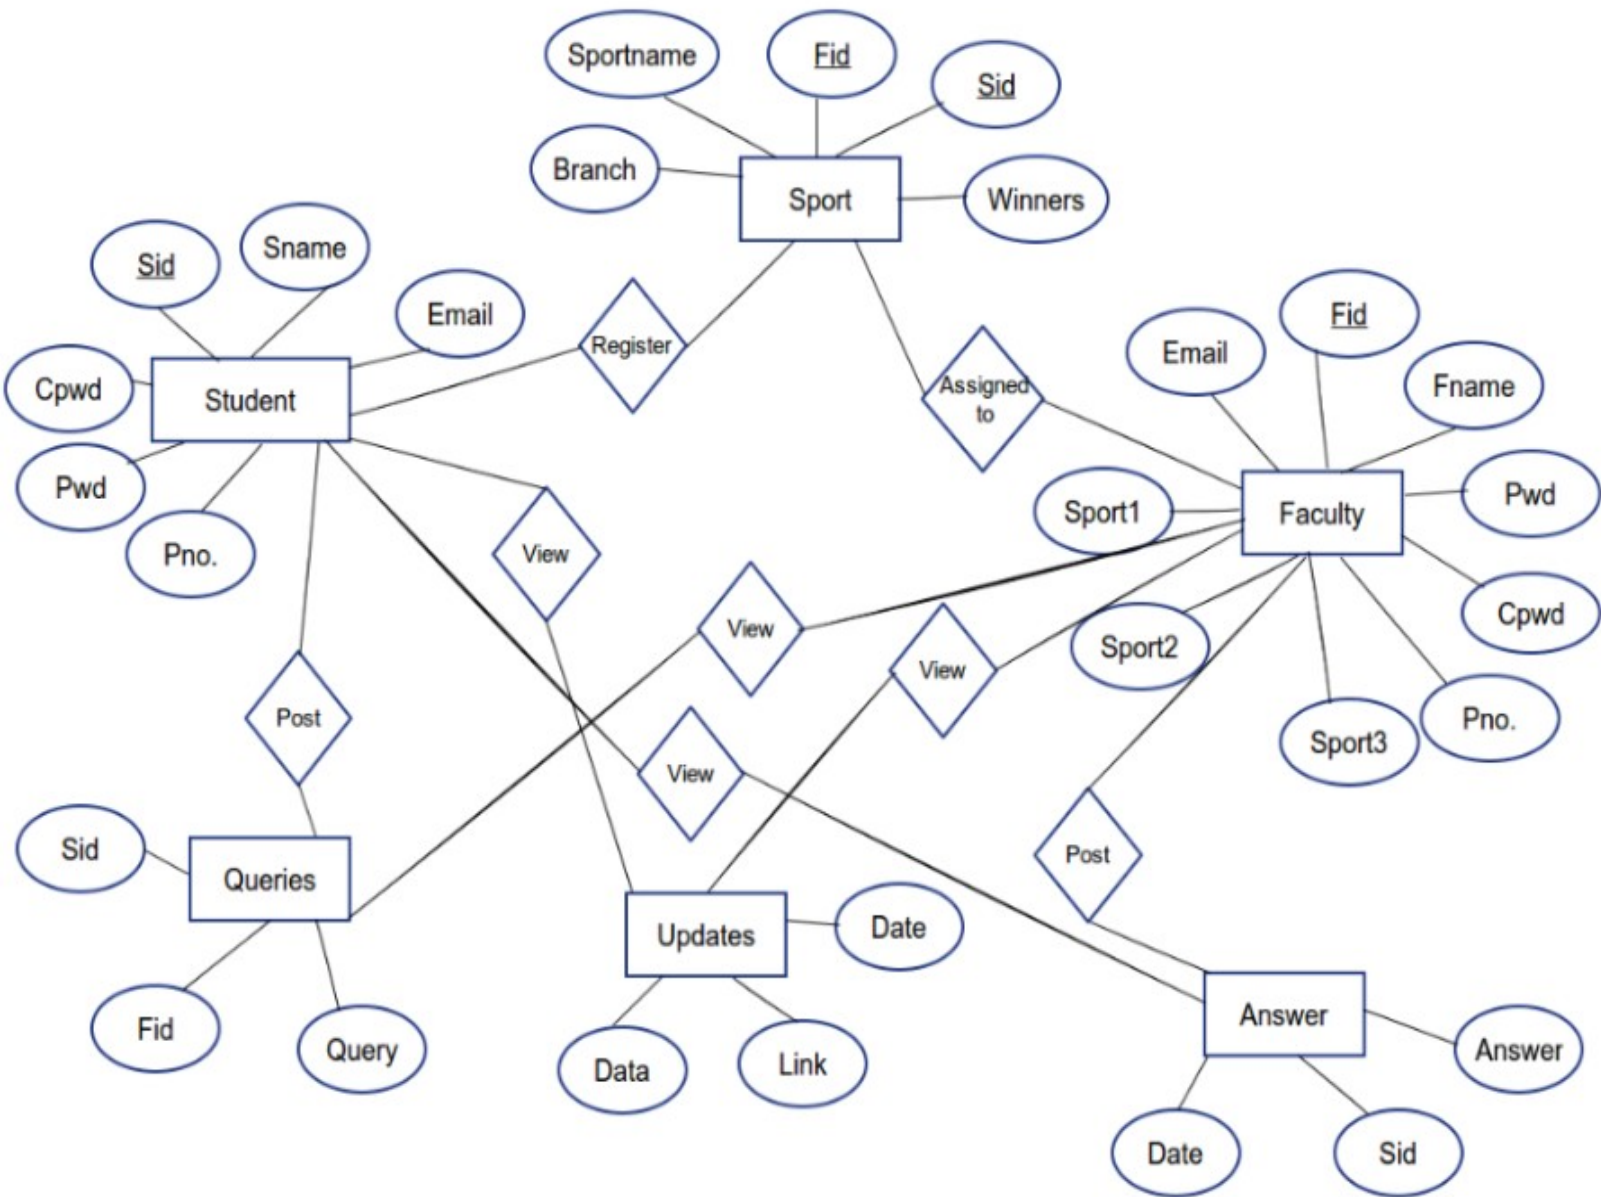 Sportname
Fid
Sid
Branch
Sport
Winners
Sid
Sname
Email
Cpwd
Student
Register
Pwd
Pno.
Assigned
to
Email
Fid
Fname
Sport1
Faculty
Pwd
Cpwd
View
View
View
Sport2
Sport3
Pno.
Post
View
Post
Sid
Queries
Fid
Query
Updates
Date
Data
Link
Answer
Answer
Date
Sid